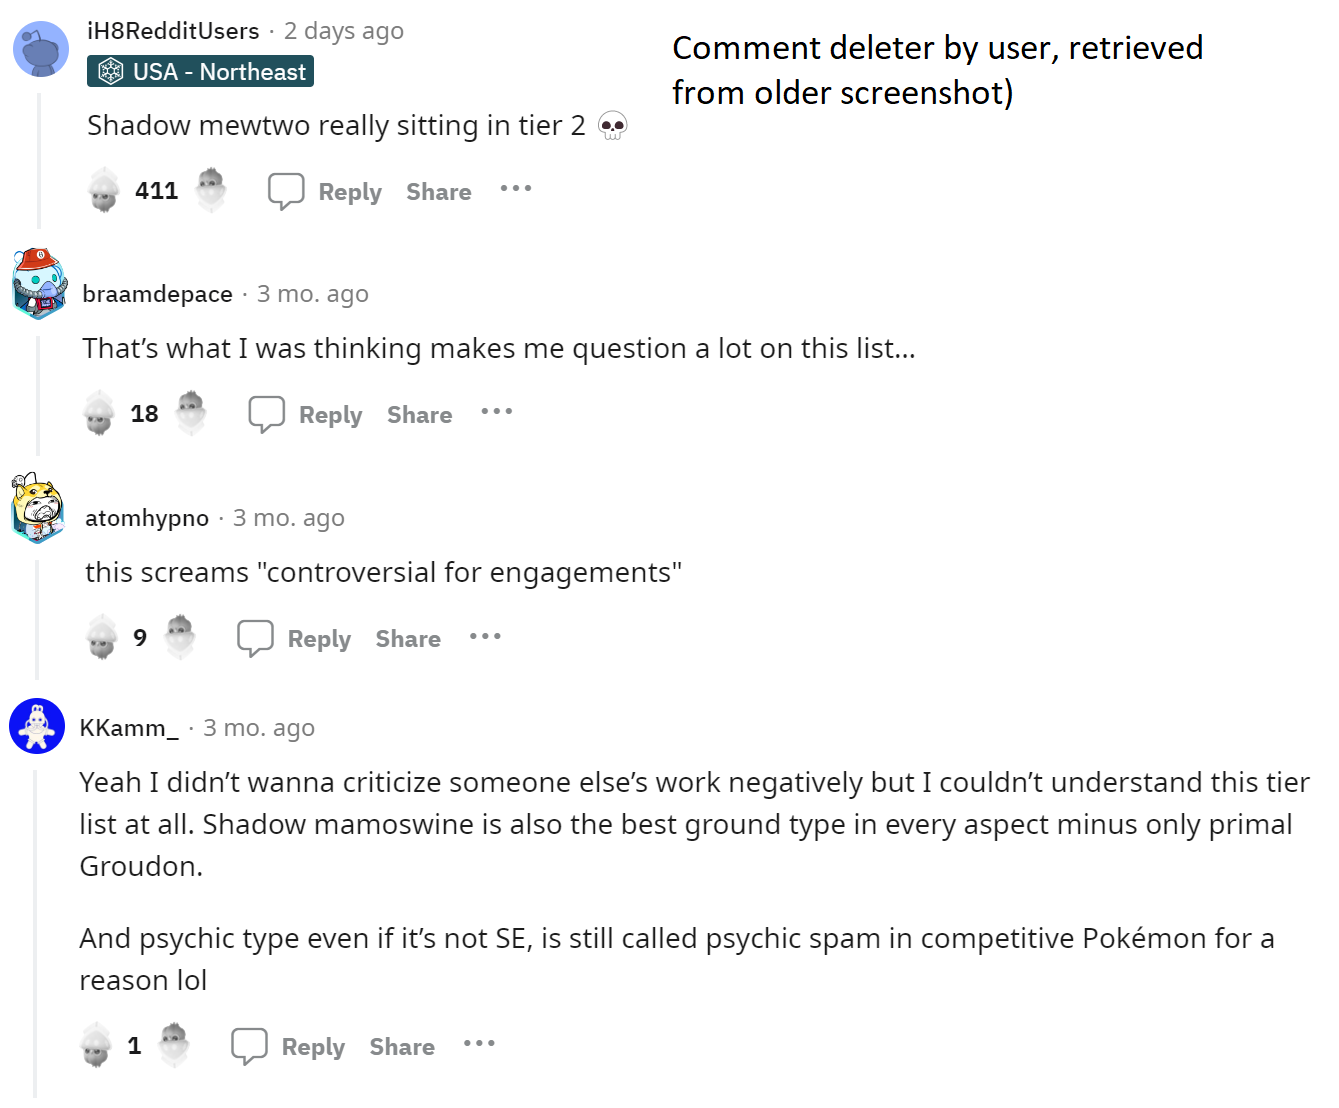 iH8RedditUsers · 2 days ago
USA - Northeast
Comment deleter by user, retrieved
from older screenshot)
Shadow mewtwo really sitting in tier 2 💀
411 Reply Share ···
braamdepace · 3 mo. ago
That’s what I was thinking makes me question a lot on this list...
18 Reply Share ···
atomhypno · 3 mo. ago
this screams "controversial for engagements"
9 Reply Share ···
KKamm_ · 3 mo. ago
Yeah I didn’t wanna criticize someone else’s work negatively but I couldn’t understand this tier
list at all. Shadow mamoswine is also the best ground type in every aspect minus only primal
Groudon.
And psychic type even if it’s not SE, is still called psychic spam in competitive Pokémon for a
reason lol
1 Reply Share ···